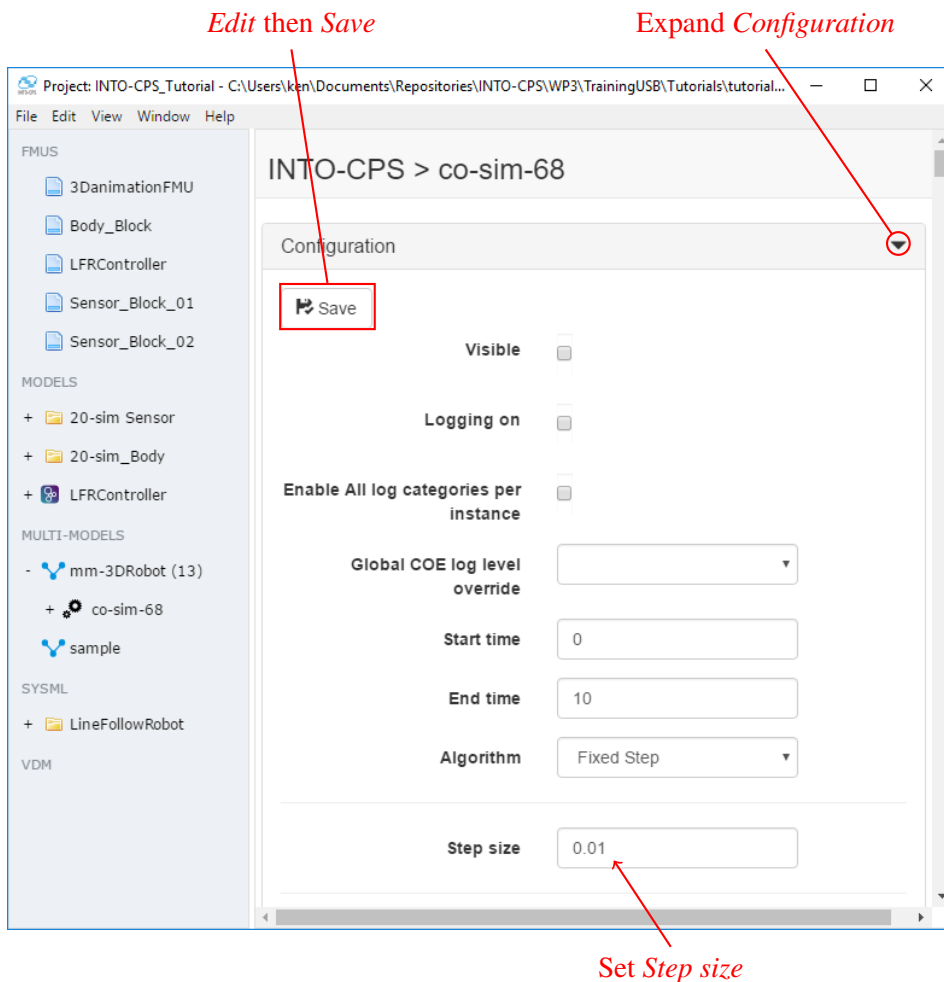 Edit then Save
Expand Configuration
Project: INTO-CPS_Tutorial - C:\Users\ken\Documents\Repositories\INTO-CPS\WP3\TrainingUSB\Tutorials\tutorial...
File Edit View Window Help
FMUS
3DanimationFMU
Body_Block
LFRController
Sensor_Block_01
Sensor_Block_02
MODELS
+ 20-sim Sensor
+ 20-sim_Body
+ LFRController
MULTI-MODELS
- mm-3DRobot (13)
+ co-sim-68
sample
SYSML
+ LineFollowRobot
VDM
INTO-CPS > co-sim-68
Configuration
Save
Visible
Logging on
Enable All log categories per
instance
Global COE log level
override
Start time 0
End time 10
Algorithm Fixed Step
Step size 0.01
Set Step size